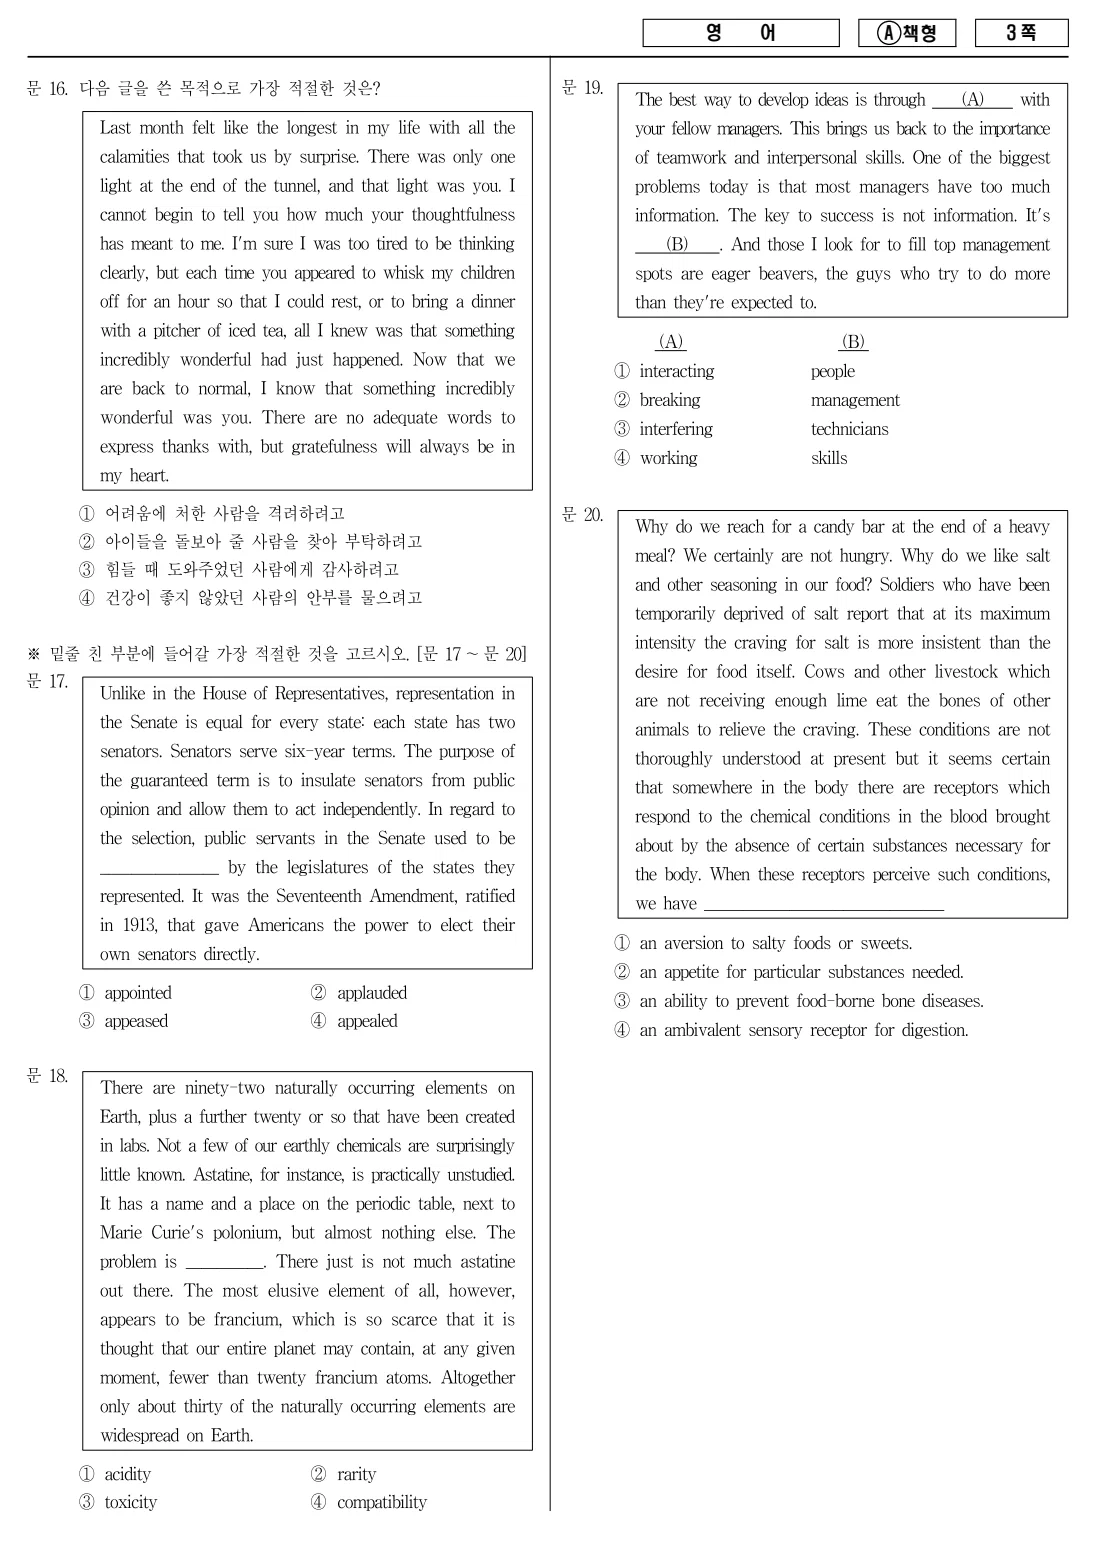 영 어
Ⓐ책형
3쪽
문 16. 다음 글을 쓴 목적으로 가장 적절한 것은?
Last month felt like the longest in my life with all the
calamities that took us by surprise. There was only one
light at the end of the tunnel, and that light was you. I
cannot begin to tell you how much your thoughtfulness
has meant to me. I'm sure I was too tired to be thinking
clearly, but each time you appeared to whisk my children
off for an hour so that I could rest, or to bring a dinner
with a pitcher of iced tea, all I knew was that something
incredibly wonderful had just happened. Now that we
are back to normal, I know that something incredibly
wonderful was you. There are no adequate words to
express thanks with, but gratefulness will always be in
my heart.
① 어려움에 처한 사람을 격려하려고
② 아이들을 돌보아 줄 사람을 찾아 부탁하려고
③ 힘들 때 도와주었던 사람에게 감사하려고
④ 건강이 좋지 않았던 사람의 안부를 물으려고
※ 밑줄 친 부분에 들어갈 가장 적절한 것을 고르시오. [문 17 ~ 문 20]
문 17.
Unlike in the House of Representatives, representation in
the Senate is equal for every state: each state has two
senators. Senators serve six-year terms. The purpose of
the guaranteed term is to insulate senators from public
opinion and allow them to act independently. In regard to
the selection, public servants in the Senate used to be
______________ by the legislatures of the states they
represented. It was the Seventeenth Amendment, ratified
in 1913, that gave Americans the power to elect their
own senators directly.
① appointed ② applauded
③ appeased ④ appealed
문 18.
There are ninety-two naturally occurring elements on
Earth, plus a further twenty or so that have been created
in labs. Not a few of our earthly chemicals are surprisingly
little known. Astatine, for instance, is practically unstudied.
It has a name and a place on the periodic table, next to
Marie Curie's polonium, but almost nothing else. The
problem is _________. There just is not much astatine
out there. The most elusive element of all, however,
appears to be francium, which is so scarce that it is
thought that our entire planet may contain, at any given
moment, fewer than twenty francium atoms. Altogether
only about thirty of the naturally occurring elements are
widespread on Earth.
① acidity ② rarity
③ toxicity ④ compatibility
문 19.
The best way to develop ideas is through (A) with
your fellow managers. This brings us back to the importance
of teamwork and interpersonal skills. One of the biggest
problems today is that most managers have too much
information. The key to success is not information. It's
(B) . And those I look for to fill top management
spots are eager beavers, the guys who try to do more
than they're expected to.
(A) (B)
① interacting people
② breaking management
③ interfering technicians
④ working skills
문 20.
Why do we reach for a candy bar at the end of a heavy
meal? We certainly are not hungry. Why do we like salt
and other seasoning in our food? Soldiers who have been
temporarily deprived of salt report that at its maximum
intensity the craving for salt is more insistent than the
desire for food itself. Cows and other livestock which
are not receiving enough lime eat the bones of other
animals to relieve the craving. These conditions are not
thoroughly understood at present but it seems certain
that somewhere in the body there are receptors which
respond to the chemical conditions in the blood brought
about by the absence of certain substances necessary for
the body. When these receptors perceive such conditions,
we have ____________________________
① an aversion to salty foods or sweets.
② an appetite for particular substances needed.
③ an ability to prevent food-borne bone diseases.
④ an ambivalent sensory receptor for digestion.